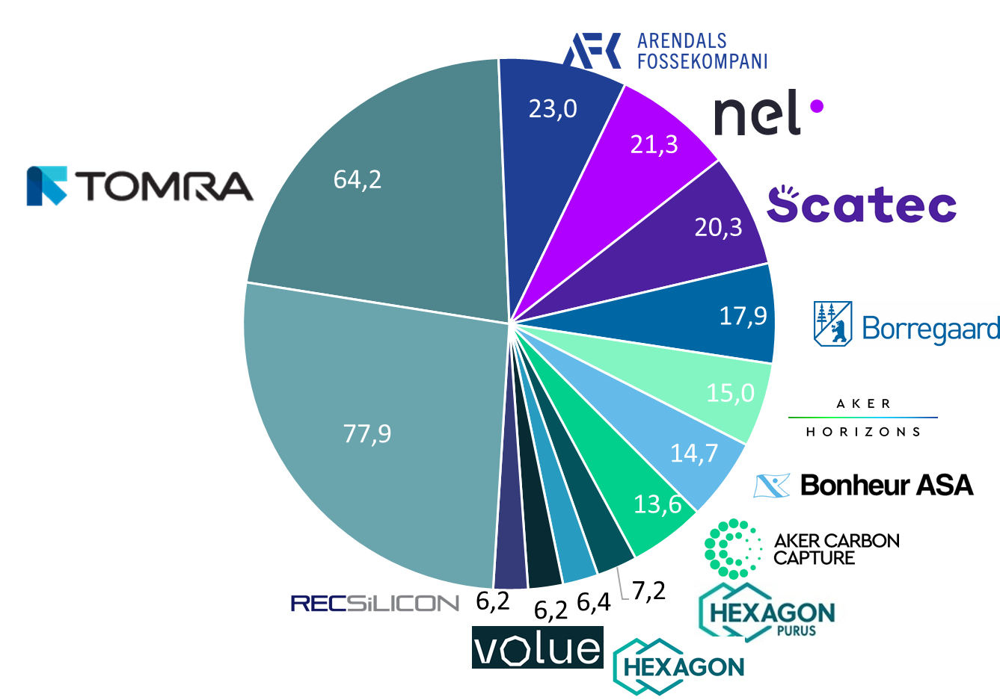 AFK
ARENDALS
FOSSEKOMPANI
23,0
nel
21,3
64,2
TOMRA
Scatec
20,3
17,9
Borregaard
15,0
AKER
HORIZONS
77,9
14,7
Bonheur ASA
13,6
AKER CARBON
CAPTURE
RECSiLICON
6,2
6,2
6,4
7,2
HEXAGON
PURUS
volue
HEXAGON